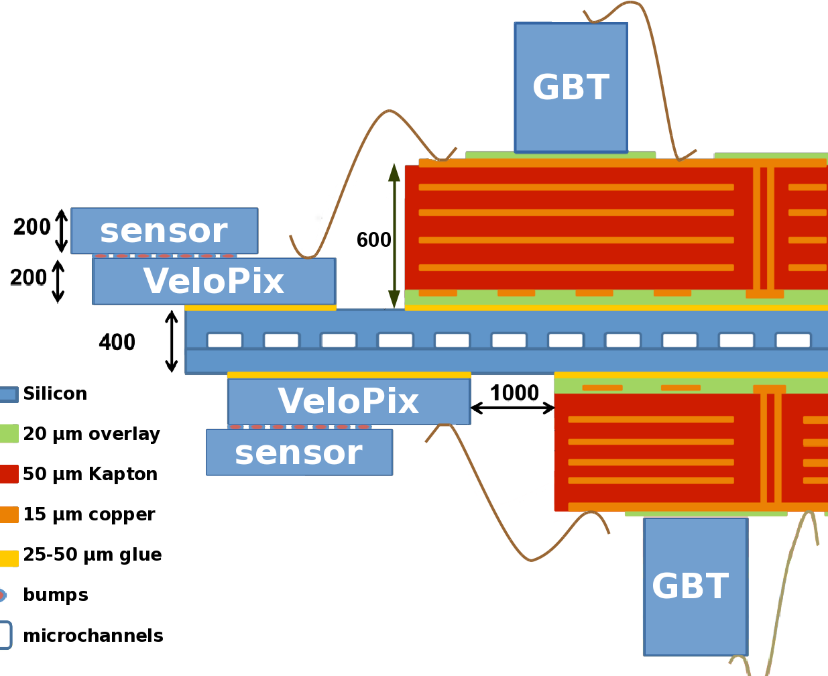 GBT
200
sensor
600
200
VeloPix
400
VeloPix
1000
Silicon
20 µm overlay
sensor
50 µm Kapton
15 µm copper
25-50 µm glue
GBT
bumps
microchannels